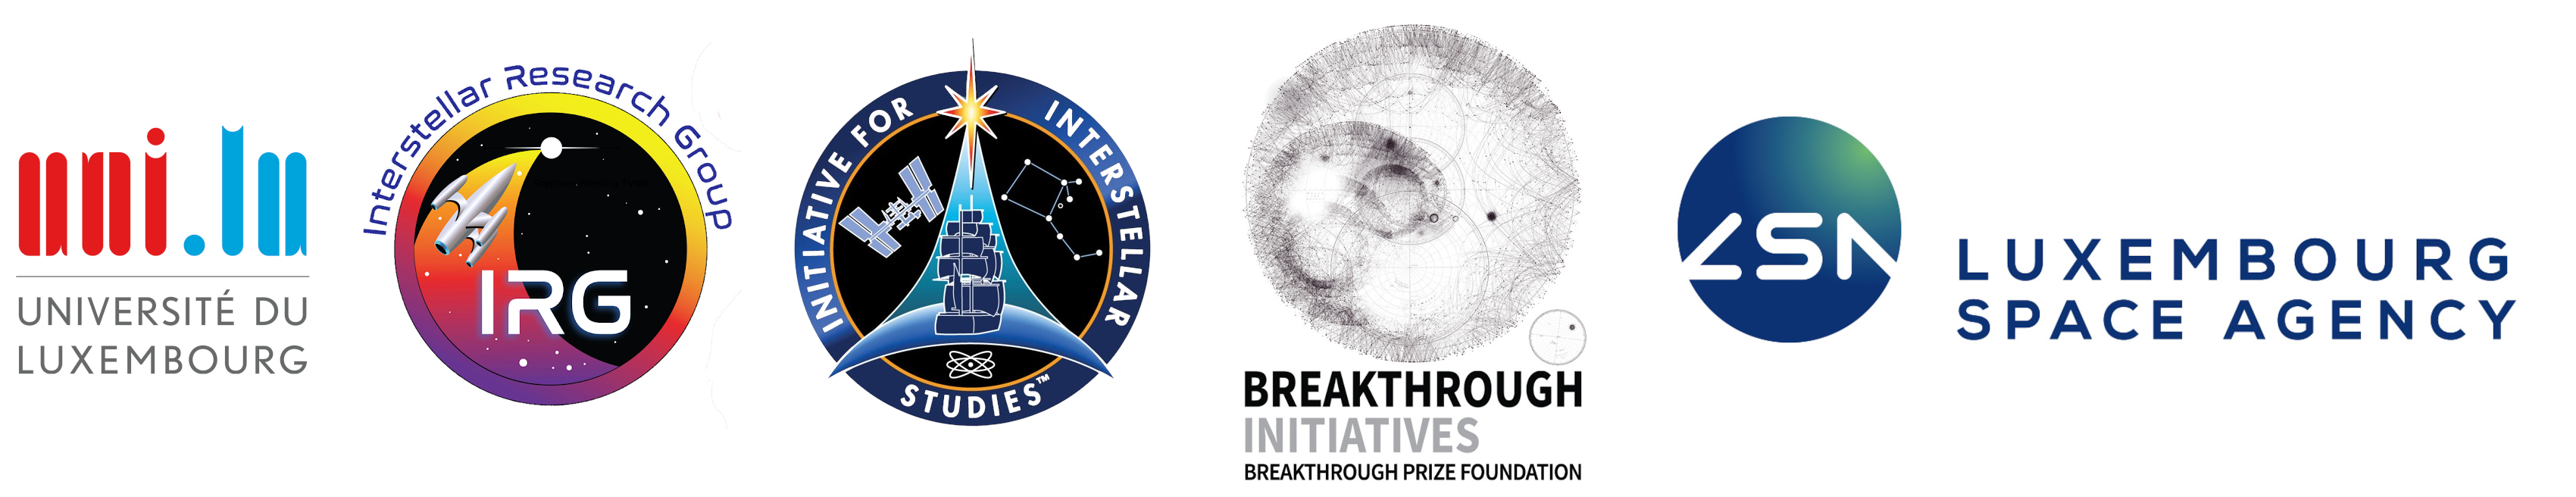 uni.lu
UNIVERSITÉ DU
LUXEMBOURG
Interstellar Research Group
IRG
INITIATIVE FOR INTERSTELLAR
STUDIES™
BREAKTHROUGH
INITIATIVES
BREAKTHROUGH PRIZE FOUNDATION
LSA
LUXEMBOURG
SPACE AGENCY